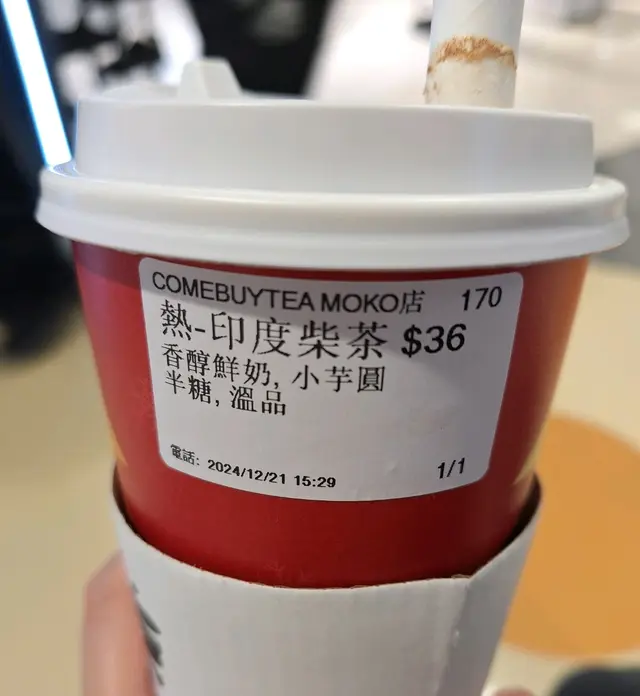 COMEBUYTEA MOKO店 170
熱-印度柴茶 $36
香醇鮮奶, 小芋圓
半糖, 溫品
電話: 2024/12/21 15:29 1/1